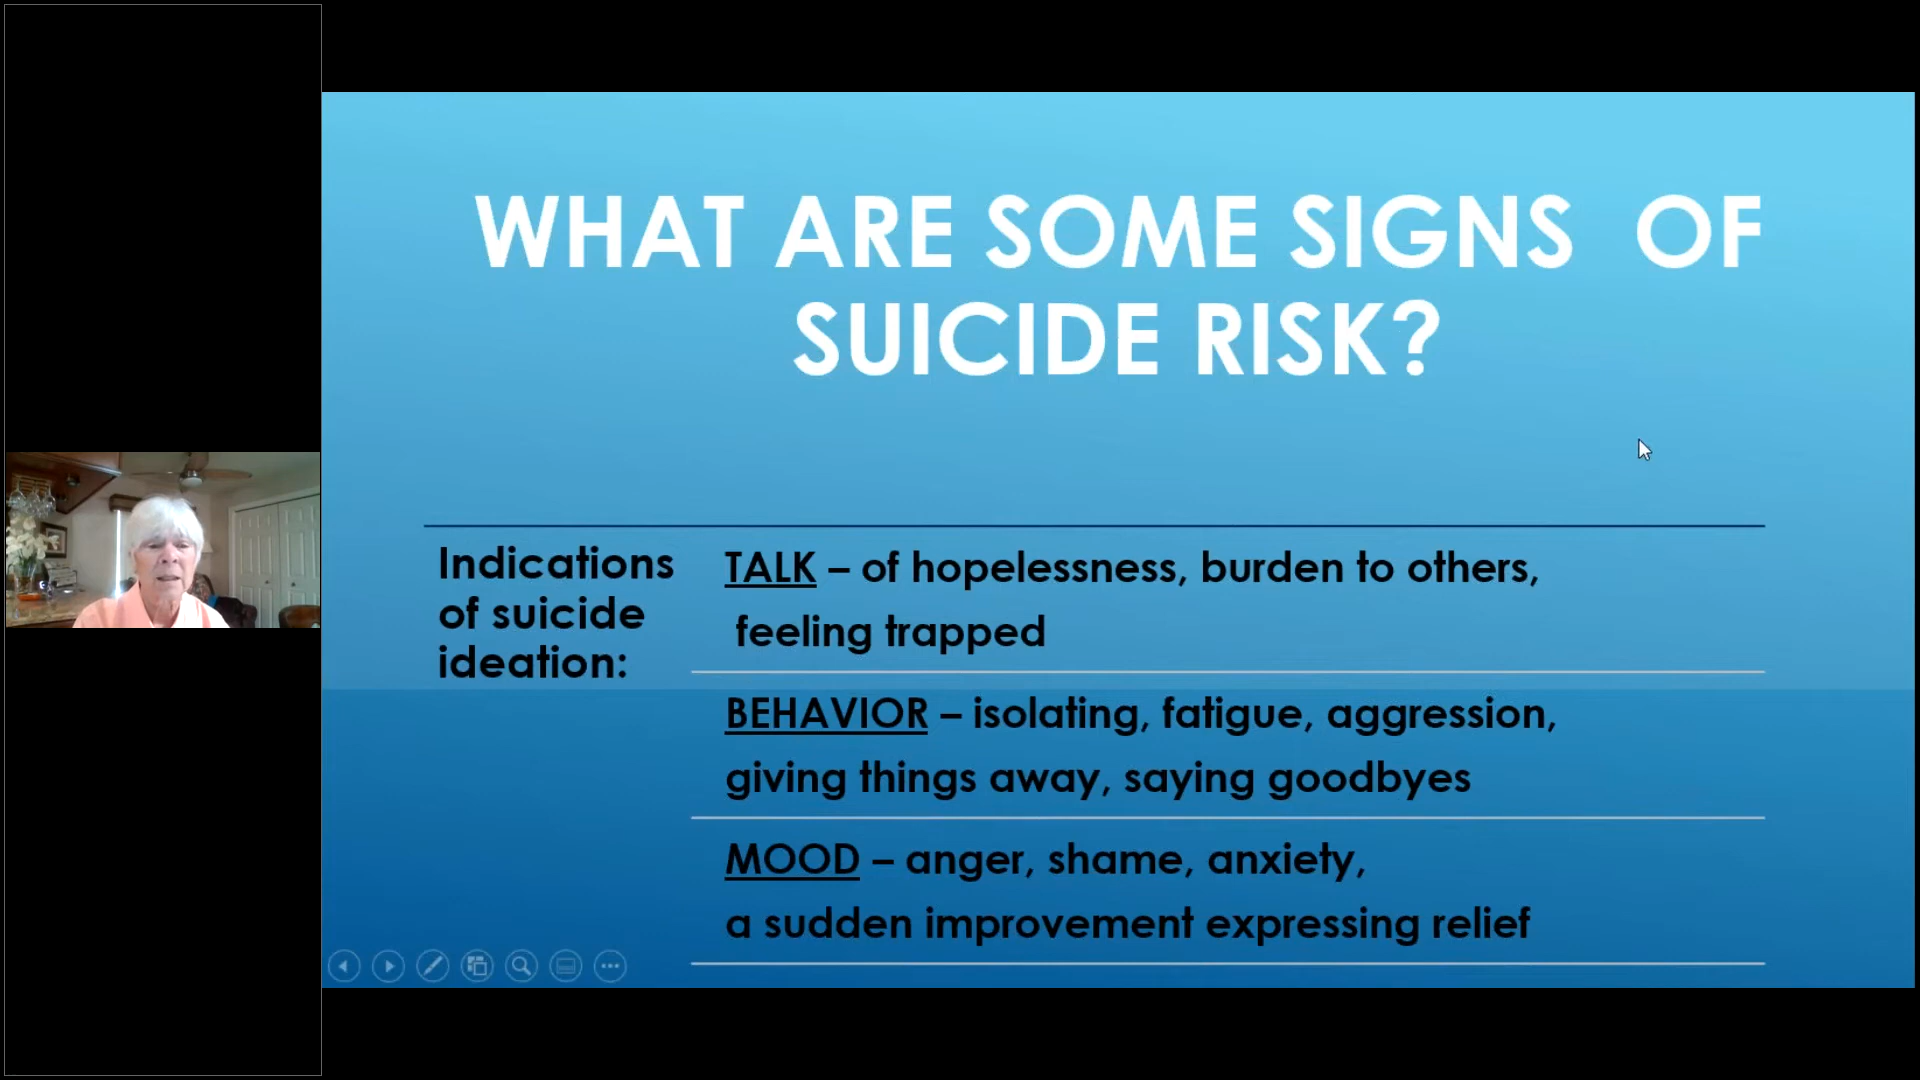 WHAT ARE SOME SIGNS  OF
SUICIDE RISK?
Indications
of suicide
ideation:
TALK – of hopelessness, burden to others,
feeling trapped
BEHAVIOR – isolating, fatigue, aggression,
giving things away, saying goodbyes
MOOD – anger, shame, anxiety,
a sudden improvement expressing relief